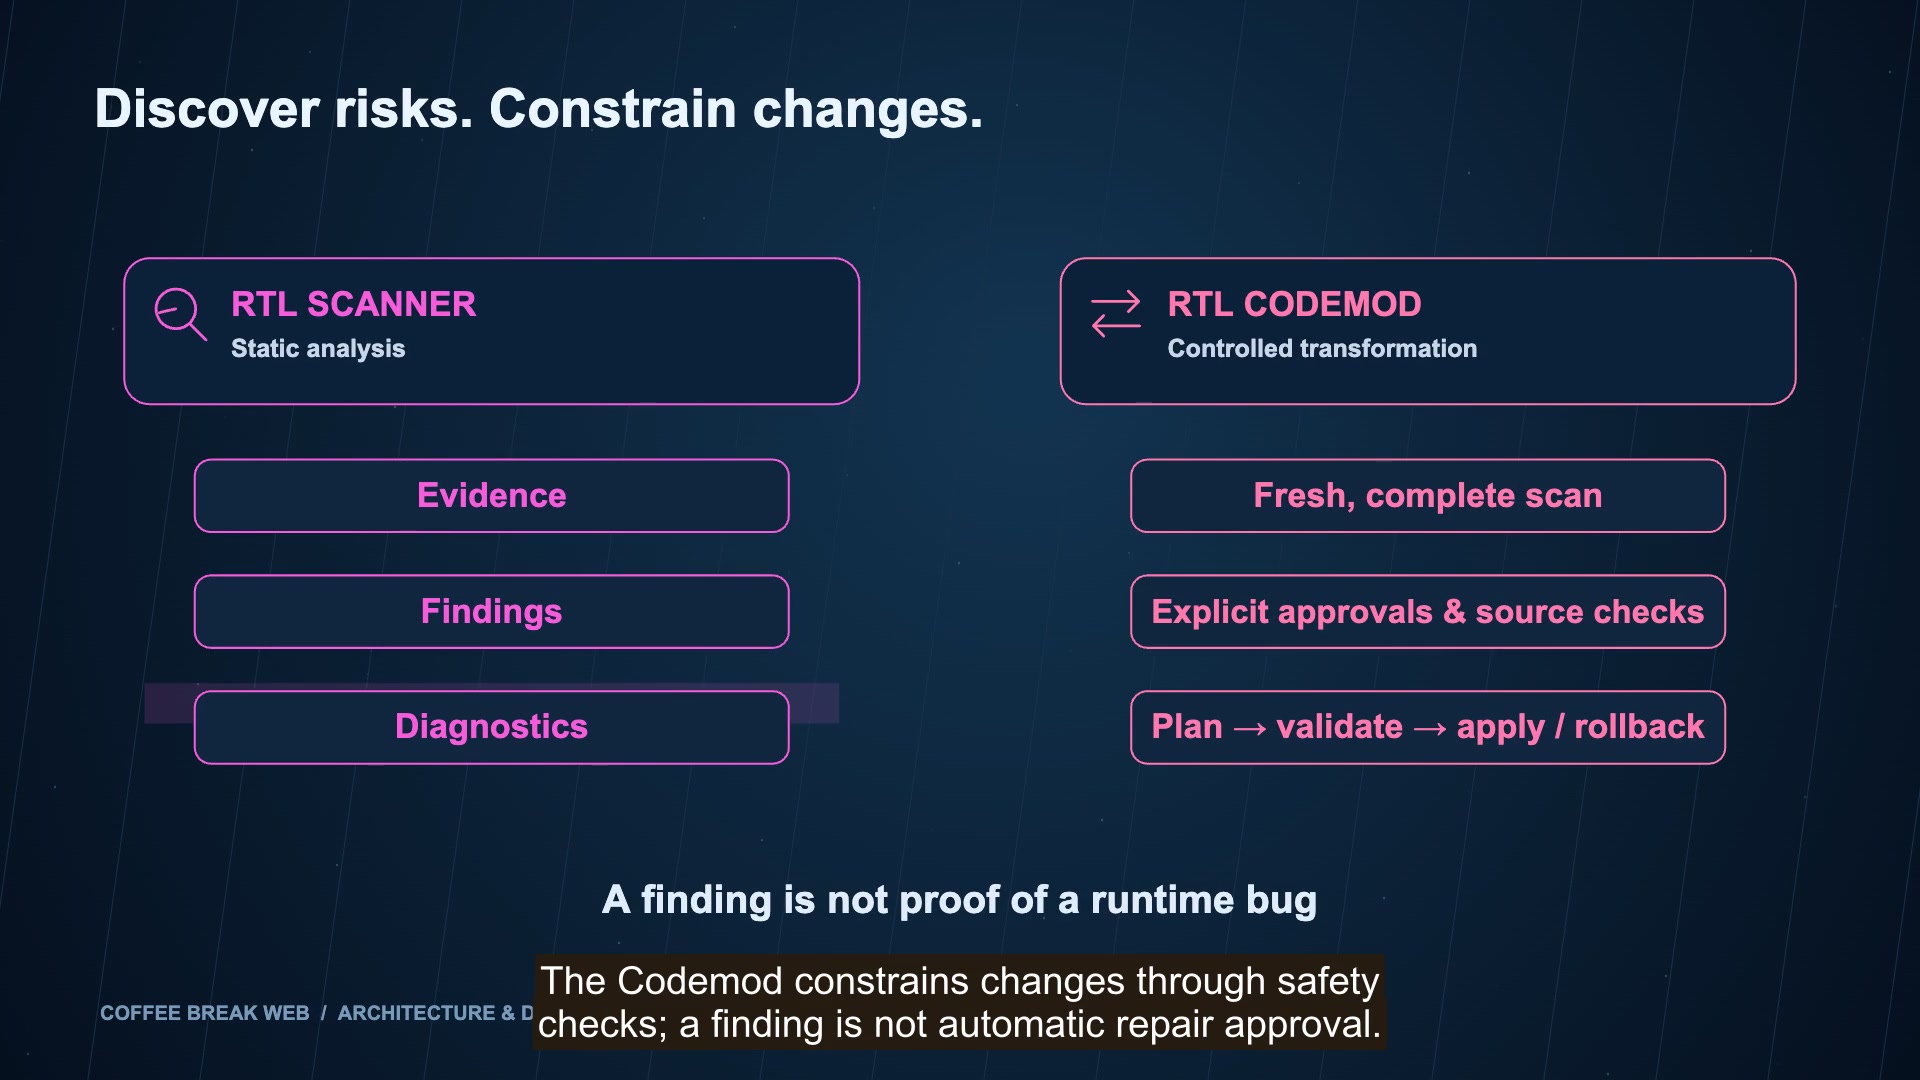 Discover risks. Constrain changes.
RTL SCANNER
Static analysis
Evidence
Findings
Diagnostics
RTL CODEMOD
Controlled transformation
Fresh, complete scan
Explicit approvals & source checks
Plan → validate → apply / rollback
A finding is not proof of a runtime bug
The Codemod constrains changes through safety
checks; a finding is not automatic repair approval.
COFFEE BREAK WEB / ARCHITECTURE &